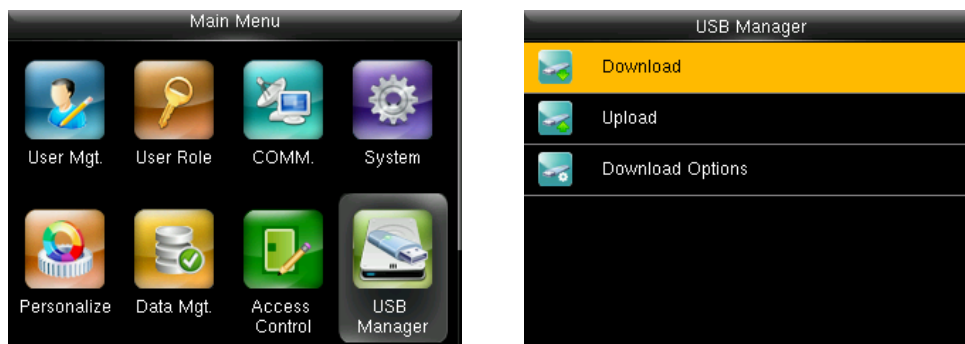 Main Menu
User Mgt.
User Role
COMM.
System
Personalize
Data Mgt.
Access
Control
USB
Manager
USB Manager
Download
Upload
Download Options